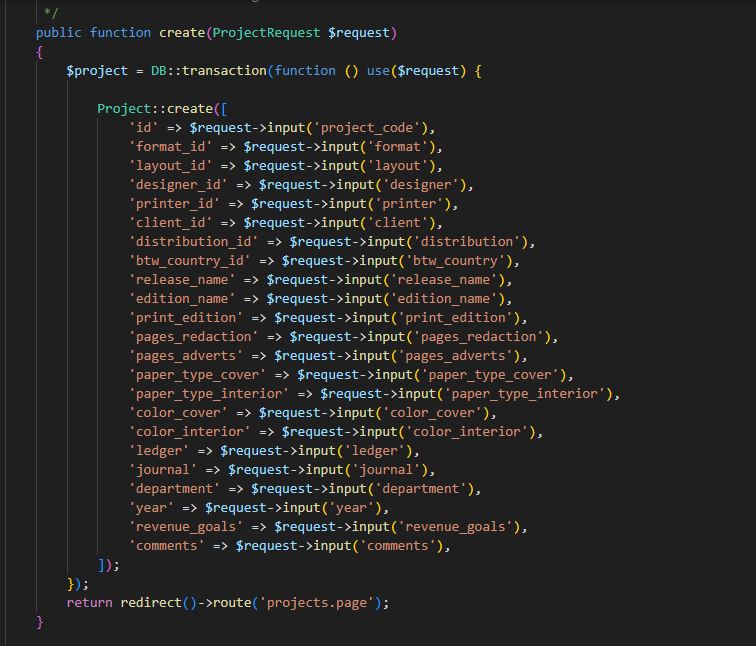 */
public function create(ProjectRequest $request)
{
$project = DB::transaction(function () use($request) {
Project::create([
'id' => $request->input('project_code'),
'format_id' => $request->input('format'),
'layout_id' => $request->input('layout'),
'designer_id' => $request->input('designer'),
'printer_id' => $request->input('printer'),
'client_id' => $request->input('client'),
'distribution_id' => $request->input('distribution'),
'btw_country_id' => $request->input('btw_country'),
'release_name' => $request->input('release_name'),
'edition_name' => $request->input('edition_name'),
'print_edition' => $request->input('print_edition'),
'pages_redaction' => $request->input('pages_redaction'),
'pages_adverts' => $request->input('pages_adverts'),
'paper_type_cover' => $request->input('paper_type_cover'),
'paper_type_interior' => $request->input('paper_type_interior'),
'color_cover' => $request->input('color_cover'),
'color_interior' => $request->input('color_interior'),
'ledger' => $request->input('ledger'),
'journal' => $request->input('journal'),
'department' => $request->input('department'),
'year' => $request->input('year'),
'revenue_goals' => $request->input('revenue_goals'),
'comments' => $request->input('comments'),
]);
});
return redirect()->route('projects.page');
}